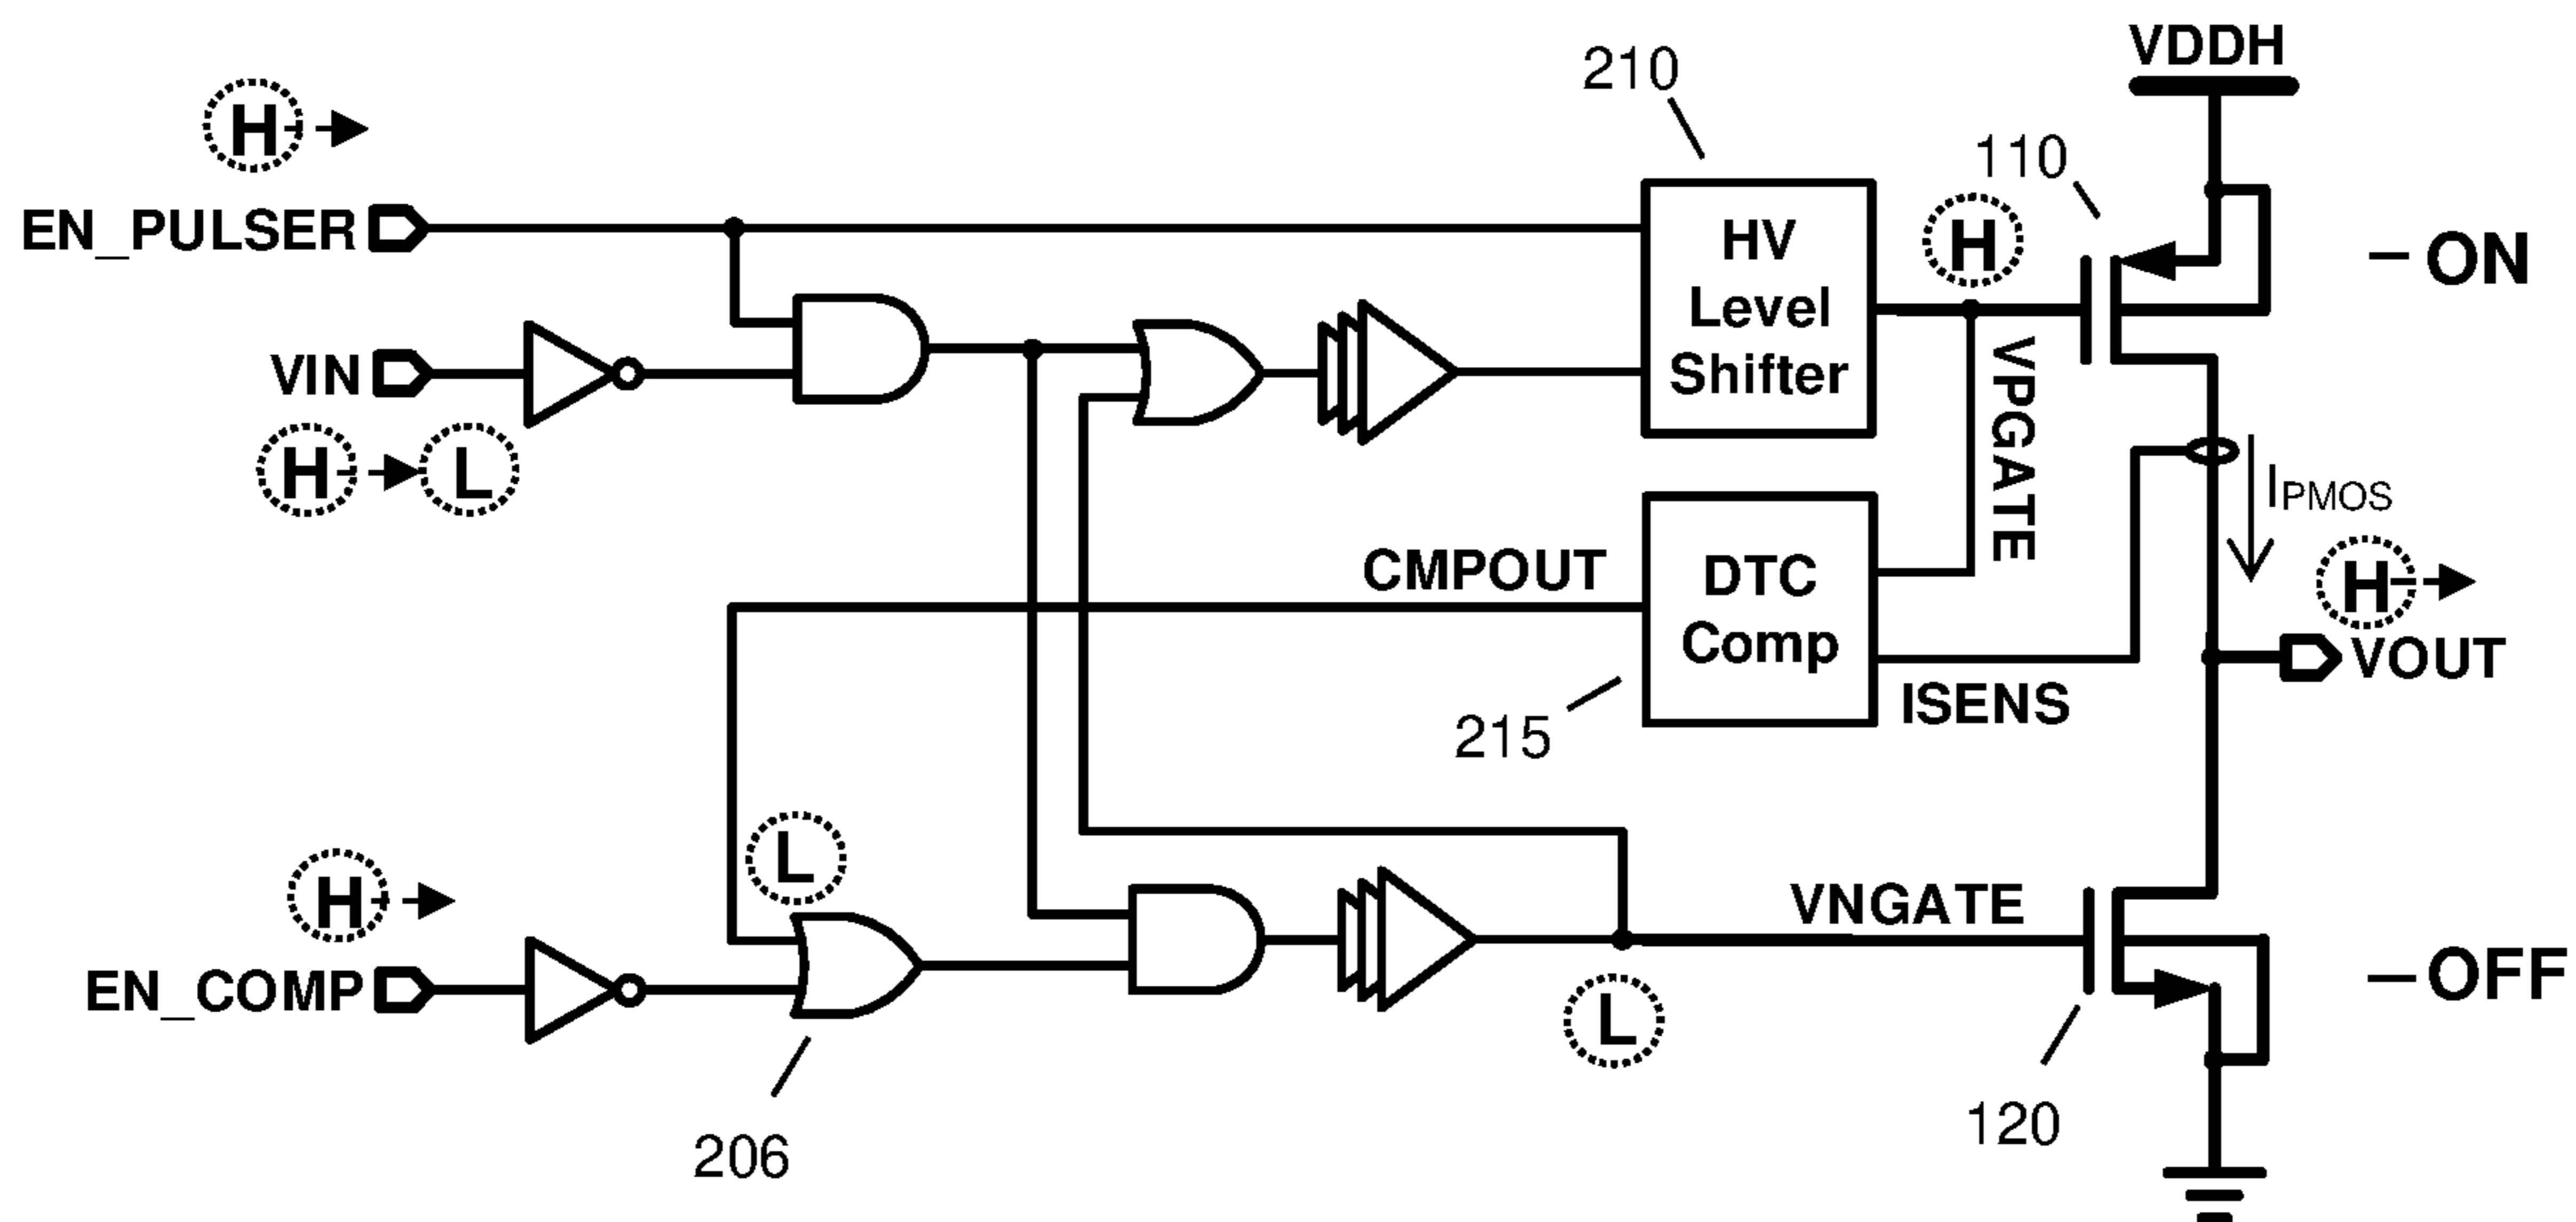 VDDH
210
H
110
EN_PULSER
HV
Level
Shifter
H
– ON
VIN
VPGATE
H
L
IPMOS
CMPOUT
DTC
Comp
H
VOUT
ISENS
215
L
H
VNGATE
EN_COMP
– OFF
L
206
120